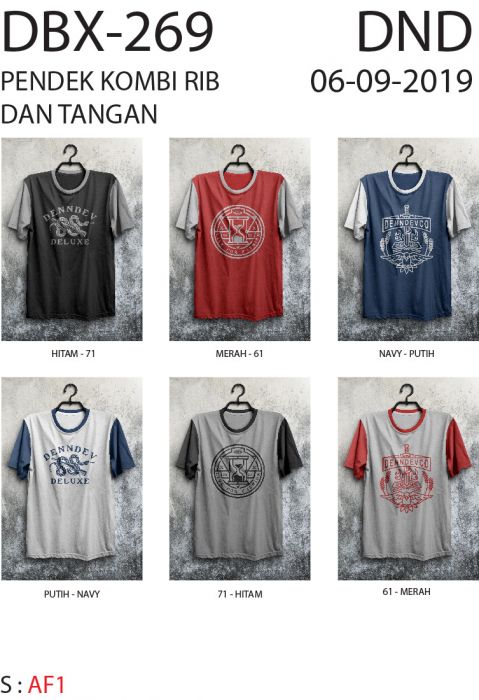 DBX-269
DND
PENDEK KOMBI RIB
06-09-2019
DAN TANGAN
DENNDEV
DELUXE
DENNDEVCO
HITAM - 71
MERAH - 61
NAVY - PUTIH
DENNDEV
DELUXE
DENNDEVCO
PUTIH - NAVY
71 - HITAM
61 - MERAH
S : AF1